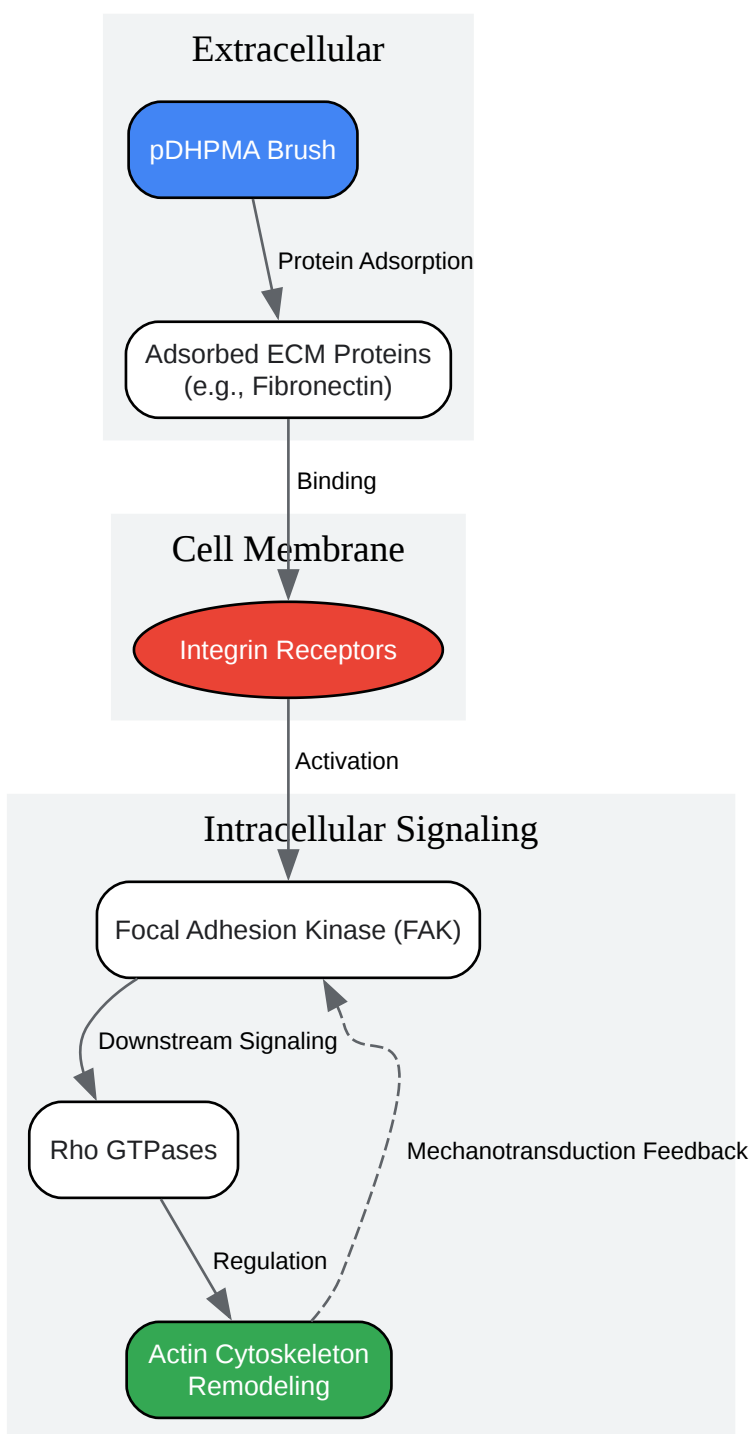 Extracellular
pDHPMA Brush
Protein Adsorption
Adsorbed ECM Proteins
(e.g., Fibronectin)
Binding
Cell Membrane
Integrin Receptors
Activation
Intracellular Signaling
Focal Adhesion Kinase (FAK)
Downstream Signaling
Rho GTPases
Mechanotransduction Feedback
Regulation
Actin Cytoskeleton
Remodeling